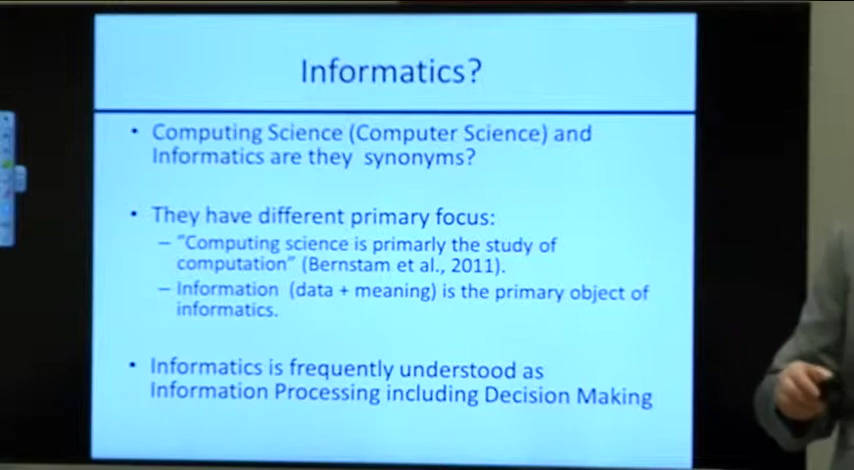 Informatics?
• Computing Science (Computer Science) and
Informatics are they synonyms?
• They have different primary focus:
– "Computing science is primarly the study of
computation" (Bernstam et al., 2011).
– Information (data + meaning) is the primary object of
informatics.
• Informatics is frequently understood as
Information Processing including Decision Making